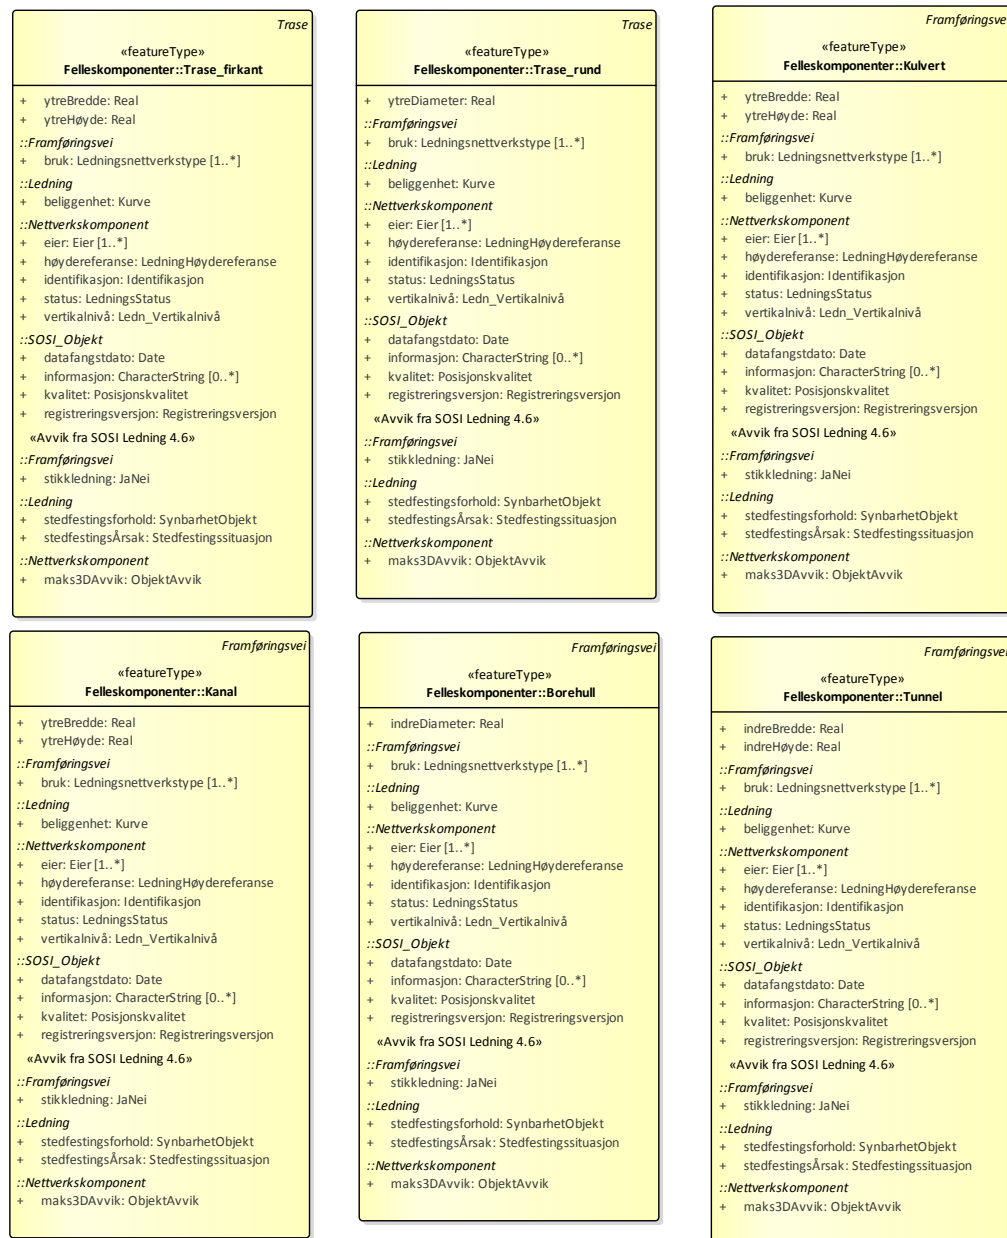 Trase
«featureType»
Felleskomponenter::Trase_firkant
+ ytreBredde: Real
+ ytreHøyde: Real
::Framføringsvei
+ bruk: Ledningsnettverkstype [1..*]
::Ledning
+ beliggenhet: Kurve
::Nettverkskomponent
+ eier: Eier [1..*]
+ høydereferanse: LedningHøydereferanse
+ identifikasjon: Identifikasjon
+ status: LedningsStatus
+ vertikalnivå: Ledn_Vertikalnivå
::SOSI_Objekt
+ datafangstdato: Date
+ informasjon: CharacterString [0..*]
+ kvalitet: Posisjonskvalitet
+ registreringsversjon: Registreringsversjon
«Avvik fra SOSI Ledning 4.6»
::Framføringsvei
+ stikkledning: JaNei
::Ledning
+ stedfestingsforhold: SynbarhetObjekt
+ stedfestingsÅrsak: Stedfestingssituasjon
::Nettverkskomponent
+ maks3DAvvik: ObjektAvvik
Trase
«featureType»
Felleskomponenter::Trase_rund
+ ytreDiameter: Real
::Framføringsvei
+ bruk: Ledningsnettverkstype [1..*]
::Ledning
+ beliggenhet: Kurve
::Nettverkskomponent
+ eier: Eier [1..*]
+ høydereferanse: LedningHøydereferanse
+ identifikasjon: Identifikasjon
+ status: LedningsStatus
+ vertikalnivå: Ledn_Vertikalnivå
::SOSI_Objekt
+ datafangstdato: Date
+ informasjon: CharacterString [0..*]
+ kvalitet: Posisjonskvalitet
+ registreringsversjon: Registreringsversjon
«Avvik fra SOSI Ledning 4.6»
::Framføringsvei
+ stikkledning: JaNei
::Ledning
+ stedfestingsforhold: SynbarhetObjekt
+ stedfestingsÅrsak: Stedfestingssituasjon
::Nettverkskomponent
+ maks3DAvvik: ObjektAvvik
Framføringsve
«featureType»
Felleskomponenter::Kulvert
+ ytreBredde: Real
+ ytreHøyde: Real
::Framføringsvei
+ bruk: Ledningsnettverkstype [1..*]
::Ledning
+ beliggenhet: Kurve
::Nettverkskomponent
+ eier: Eier [1..*]
+ høydereferanse: LedningHøydereferanse
+ identifikasjon: Identifikasjon
+ status: LedningsStatus
+ vertikalnivå: Ledn_Vertikalnivå
::SOSI_Objekt
+ datafangstdato: Date
+ informasjon: CharacterString [0..*]
+ kvalitet: Posisjonskvalitet
+ registreringsversjon: Registreringsversjon
«Avvik fra SOSI Ledning 4.6»
::Framføringsvei
+ stikkledning: JaNei
::Ledning
+ stedfestingsforhold: SynbarhetObjekt
+ stedfestingsÅrsak: Stedfestingssituasjon
::Nettverkskomponent
+ maks3DAvvik: ObjektAvvik
Framføringsvei
«featureType»
Felleskomponenter::Kanal
+ ytreBredde: Real
+ ytreHøyde: Real
::Framføringsvei
+ bruk: Ledningsnettverkstype [1..*]
::Ledning
+ beliggenhet: Kurve
::Nettverkskomponent
+ eier: Eier [1..*]
+ høydereferanse: LedningHøydereferanse
+ identifikasjon: Identifikasjon
+ status: LedningsStatus
+ vertikalnivå: Ledn_Vertikalnivå
::SOSI_Objekt
+ datafangstdato: Date
+ informasjon: CharacterString [0..*]
+ kvalitet: Posisjonskvalitet
+ registreringsversjon: Registreringsversjon
«Avvik fra SOSI Ledning 4.6»
::Framføringsvei
+ stikkledning: JaNei
::Ledning
+ stedfestingsforhold: SynbarhetObjekt
+ stedfestingsÅrsak: Stedfestingssituasjon
::Nettverkskomponent
+ maks3DAvvik: ObjektAvvik
Framføringsvei
«featureType»
Felleskomponenter::Borehull
+ indreDiameter: Real
::Framføringsvei
+ bruk: Ledningsnettverkstype [1..*]
::Ledning
+ beliggenhet: Kurve
::Nettverkskomponent
+ eier: Eier [1..*]
+ høydereferanse: LedningHøydereferanse
+ identifikasjon: Identifikasjon
+ status: LedningsStatus
+ vertikalnivå: Ledn_Vertikalnivå
::SOSI_Objekt
+ datafangstdato: Date
+ informasjon: CharacterString [0..*]
+ kvalitet: Posisjonskvalitet
+ registreringsversjon: Registreringsversjon
«Avvik fra SOSI Ledning 4.6»
::Framføringsvei
+ stikkledning: JaNei
::Ledning
+ stedfestingsforhold: SynbarhetObjekt
+ stedfestingsÅrsak: Stedfestingssituasjon
::Nettverkskomponent
+ maks3DAvvik: ObjektAvvik
Framføringsvei
«featureType»
Felleskomponenter::Tunnel
+ indreBredde: Real
+ indreHøyde: Real
::Framføringsvei
+ bruk: Ledningsnettverkstype [1..*]
::Ledning
+ beliggenhet: Kurve
::Nettverkskomponent
+ eier: Eier [1..*]
+ høydereferanse: LedningHøydereferanse
+ identifikasjon: Identifikasjon
+ status: LedningsStatus
+ vertikalnivå: Ledn_Vertikalnivå
::SOSI_Objekt
+ datafangstdato: Date
+ informasjon: CharacterString [0..*]
+ kvalitet: Posisjonskvalitet
+ registreringsversjon: Registreringsversjon
«Avvik fra SOSI Ledning 4.6»
::Framføringsvei
+ stikkledning: JaNei
::Ledning
+ stedfestingsforhold: SynbarhetObjekt
+ stedfestingsÅrsak: Stedfestingssituasjon
::Nettverkskomponent
+ maks3DAvvik: ObjektAvvik